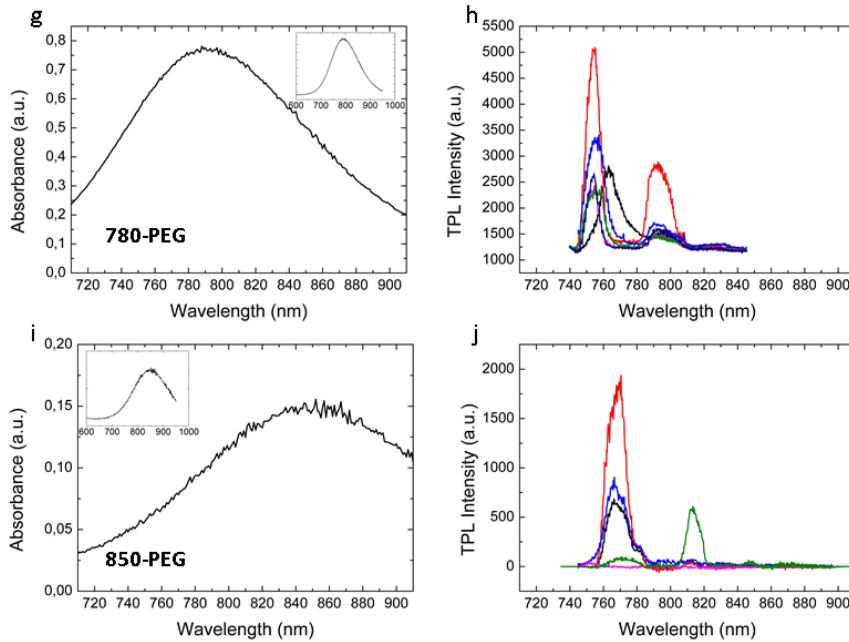 g
Absorbance (a.u.)
0,8
0,7
0,6
0,5
0,4
0,3
0,2
0,1
0,0
720 740 760 780 800 820 840 860 880 900
Wavelength (nm)
780-PEG
600 700 800 900 1000
h
TPL Intensity (a.u.)
5500
5000
4500
4000
3500
3000
2500
2000
1500
1000
720 740 760 780 800 820 840 860 880 900
Wavelength (nm)
i
Absorbance (a.u.)
0,20
0,15
0,10
0,05
0,00
720 740 760 780 800 820 840 860 880 900
Wavelength (nm)
850-PEG
600 700 800 900 1000
j
TPL Intensity (a.u.)
2000
1500
1000
500
0
720 740 760 780 800 820 840 860 880 900
Wavelength (nm)